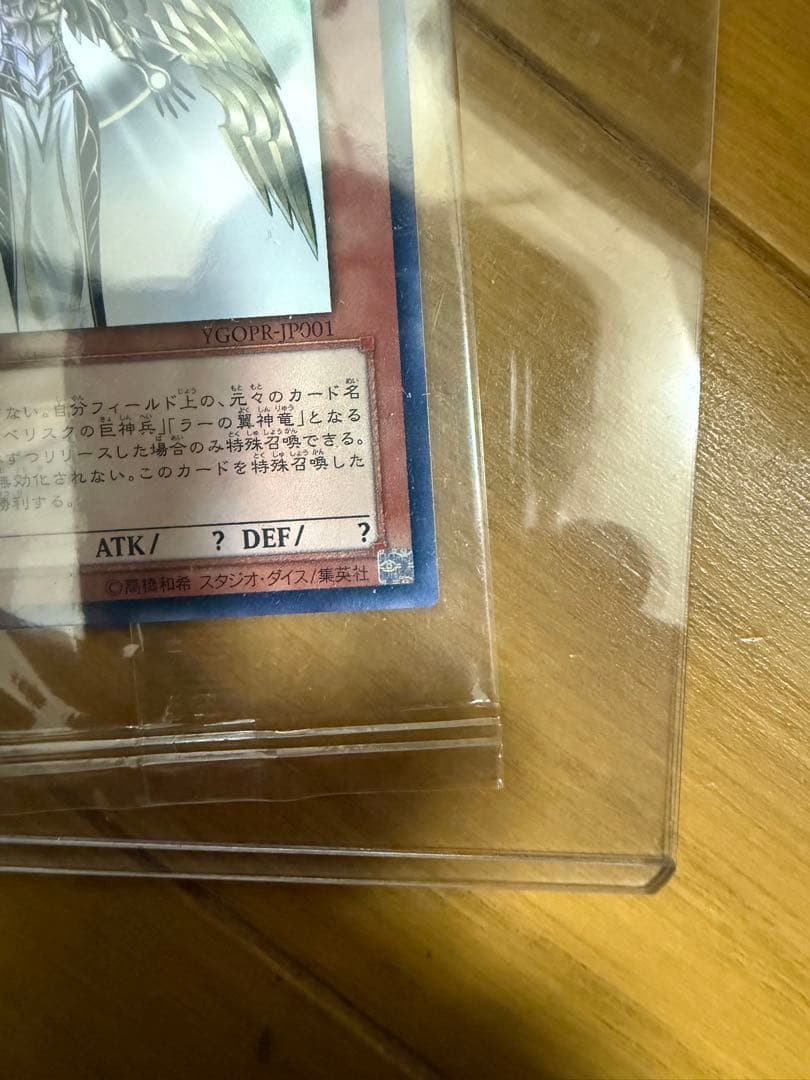 YGOPR-JP001
ない。自分フィールド上の、元々のカード名
ベリスクの巨神兵」「ラーの翼神竜」となる
ずつリリースした場合のみ特殊召喚できる。
無効化されない。このカードを特殊召喚した
勝利する。
ATK/ ? DEF/ ?
©高橋和希 スタジオ・ダイス/集英社